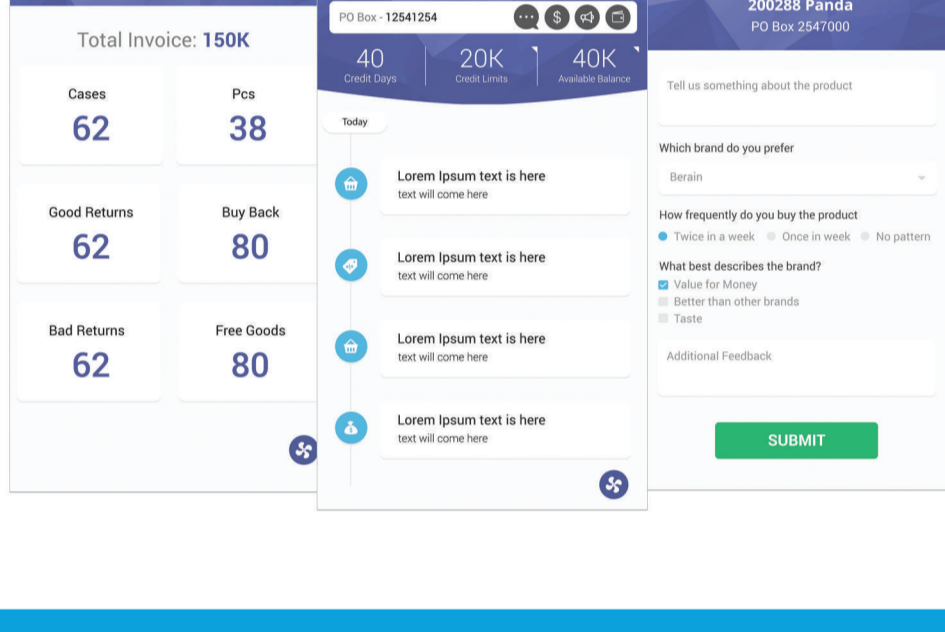 Total Invoice: 150K
Cases
Pcs
62
38
Good Returns
Buy Back
62
80
Bad Returns
Free Goods
62
80
PO Box - 12541254
$
40
20K
40K
Credit Days
Credit Limits
Available Balance
Today
Lorem Ipsum text is here
text will come here
Lorem Ipsum text is here
text will come here
Lorem Ipsum text is here
text will come here
Lorem Ipsum text is here
text will come here
200288 Panda
PO Box 2547000
Tell us something about the product
Which brand do you prefer
Berain
How frequently do you buy the product
Twice in a week Once in week No pattern
What best describes the brand?
Value for Money
Better than other brands
Taste
Additional Feedback
SUBMIT